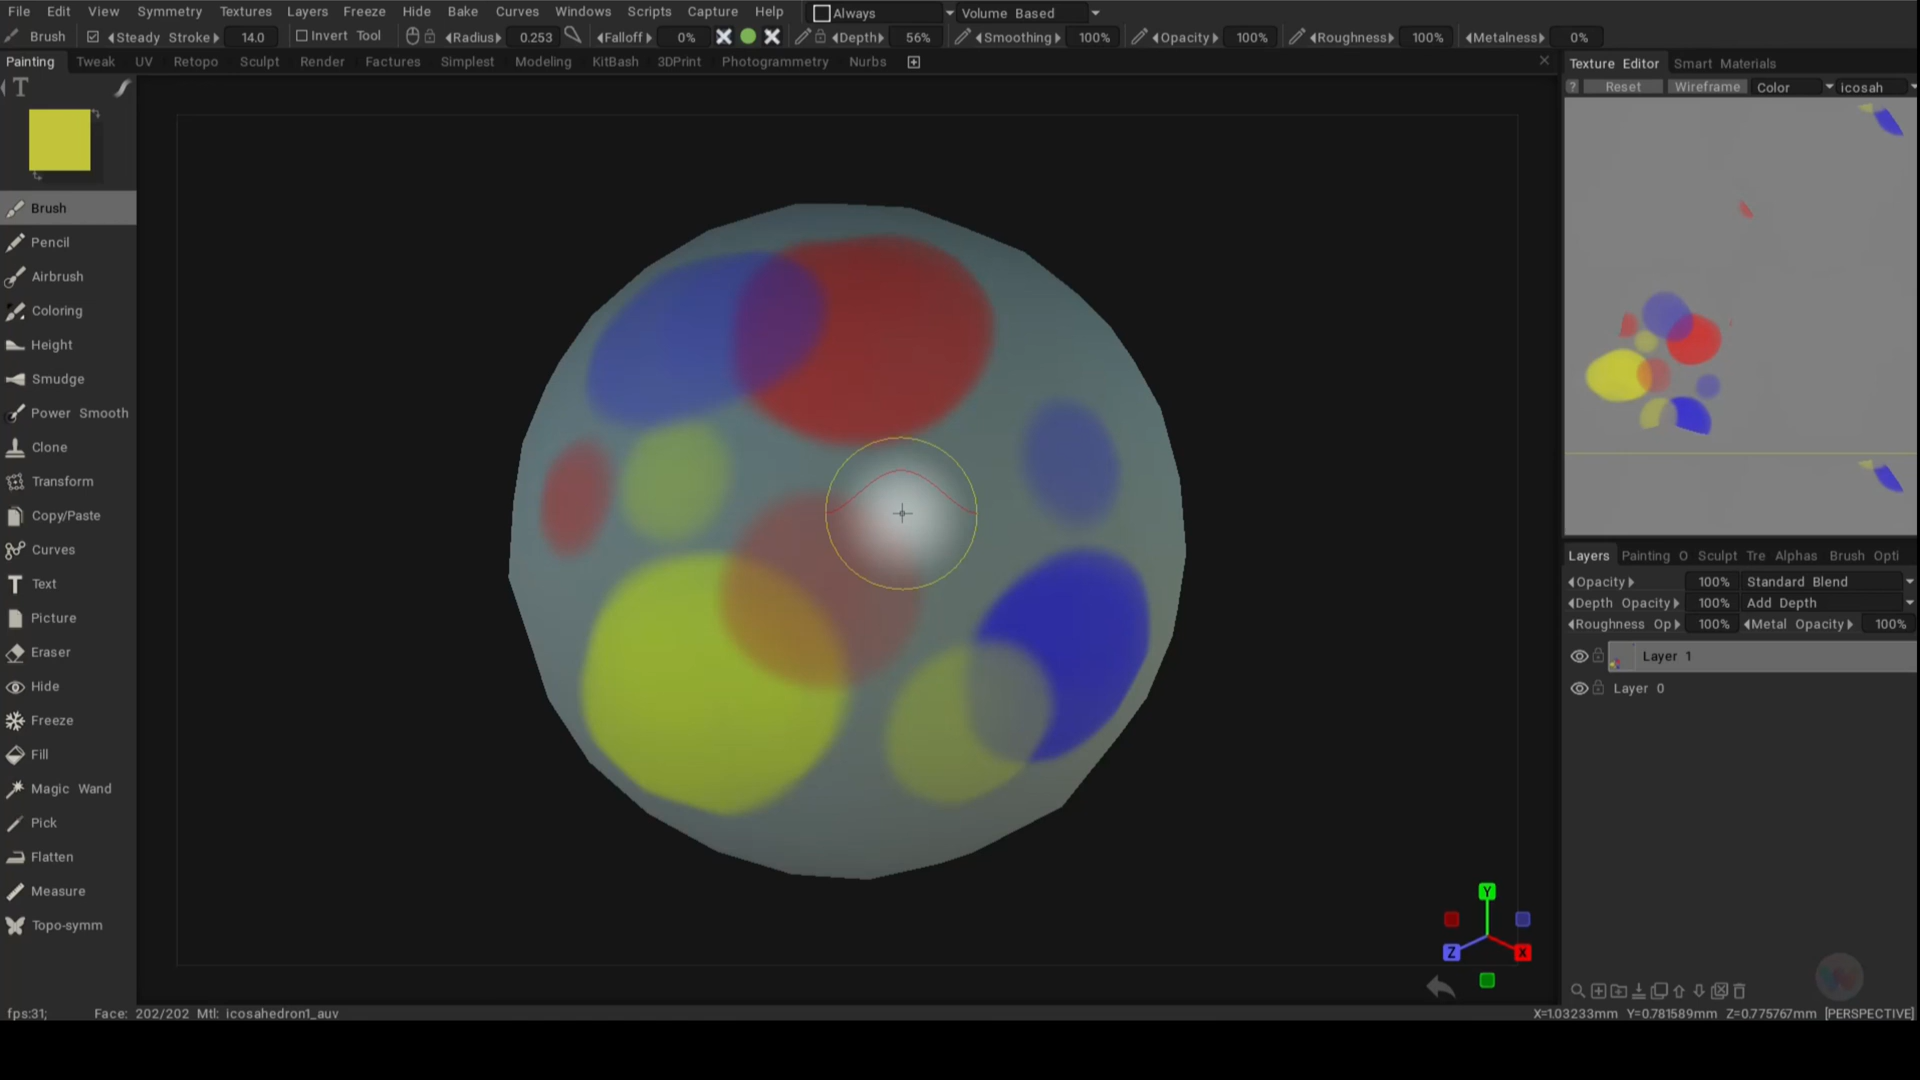 File Edit View Symmetry Textures Layers Freeze Hide Bake Curves Windows Scripts Capture Help Always Volume Based
Brush Steady Stroke 14.0 Invert Tool Radius 0.253 Falloff 0% Depth 56% Smoothing 100% Opacity 100% Roughness 100% Metalness 0%
Painting Tweak UV Retopo Sculpt Render Factures Simplest Modeling KitBash 3DPrint Photogrammetry Nurbs
Texture Editor Smart Materials
? Reset Wireframe Color icosah
T
Brush
Pencil
Airbrush
Coloring
Height
Smudge
Power Smooth
Clone
Transform
Copy/Paste
Curves
Text
Picture
Eraser
Hide
Freeze
Fill
Magic Wand
Pick
Flatten
Measure
Topo-symm
Layers Painting O Sculpt Tre Alphas Brush Opti
Opacity 100% Standard Blend
Depth Opacity 100% Add Depth
Roughness Op 100% Metal Opacity 100%
Layer 1
Layer 0
Y
Z
X
fps:31; Face: 202/202 Mtl: icosahedron1_auv X=1.03233mm Y=0.781589mm Z=0.775767mm [PERSPECTIVE]